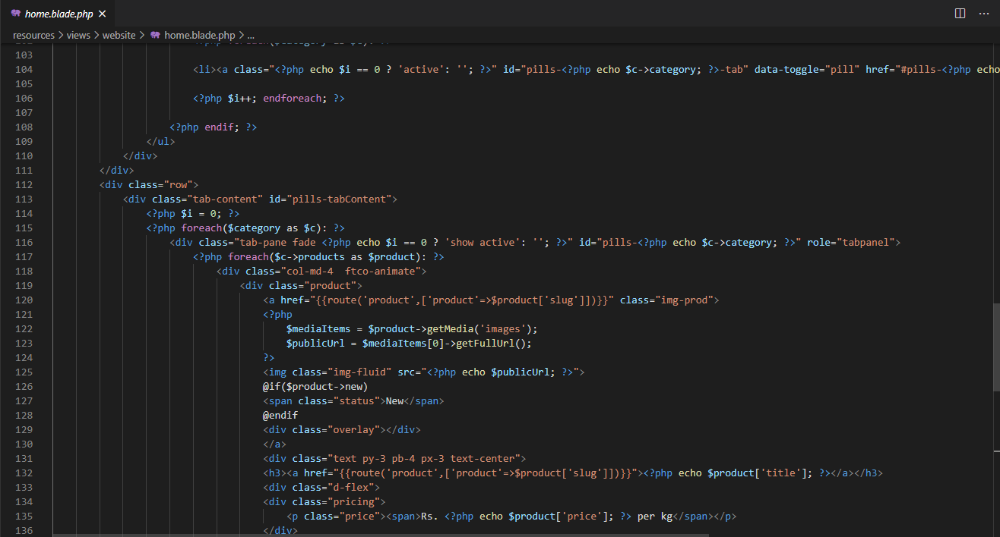 home.blade.php
resources > views > website > home.blade.php > ...
103
104 <li><a class="<?php echo $i == 0 ? 'active': ''; ?>" id="pills-<?php echo $c->category; ?>-tab" data-toggle="pill" href="#pills-<?php echo
105
106 <?php $i++; endforeach; ?>
107
108 <?php endif; ?>
109 </ul>
110 </div>
111 </div>
112 <div class="row">
113 <div class="tab-content" id="pills-tabContent">
114 <?php $i = 0; ?>
115 <?php foreach($category as $c): ?>
116 <div class="tab-pane fade <?php echo $i == 0 ? 'show active': ''; ?>" id="pills-<?php echo $c->category; ?>" role="tabpanel">
117 <?php foreach($c->products as $product): ?>
118 <div class="col-md-4  ftco-animate">
119 <div class="product">
120 <a href="{{route('product',['product'=>$product['slug']])}}" class="img-prod">
121 <?php
122 $mediaItems = $product->getMedia('images');
123 $publicUrl = $mediaItems[0]->getFullUrl();
124 ?>
125 <img class="img-fluid" src="<?php echo $publicUrl; ?>">
126 @if($product->new)
127 <span class="status">New</span>
128 @endif
129 <div class="overlay"></div>
130 </a>
131 <div class="text py-3 pb-4 px-3 text-center">
132 <h3><a href="{{route('product',['product'=>$product['slug']])}}"><?php echo $product['title']; ?></a></h3>
133 <div class="d-flex">
134 <div class="pricing">
135 <p class="price"><span>Rs. <?php echo $product['price']; ?> per kg</span></p>
136 </div>